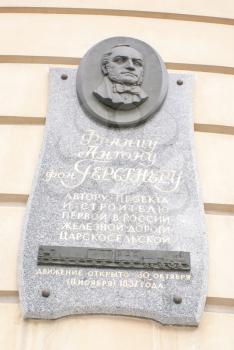 Францу
Антону
фон ГЕРСТНЕРУ
АВТОРУ ПРОЕКТА
И СТРОИТЕЛЮ
ПЕРВОЙ В РОССИИ
ЖЕЛЕЗНОЙ ДОРОГИ
ЦАРСКОСЕЛЬСКОЙ
ДВИЖЕНИЕ ОТКРЫТО 30 ОКТЯБРЯ
(11 НОЯБРЯ) 1837 ГОДА.